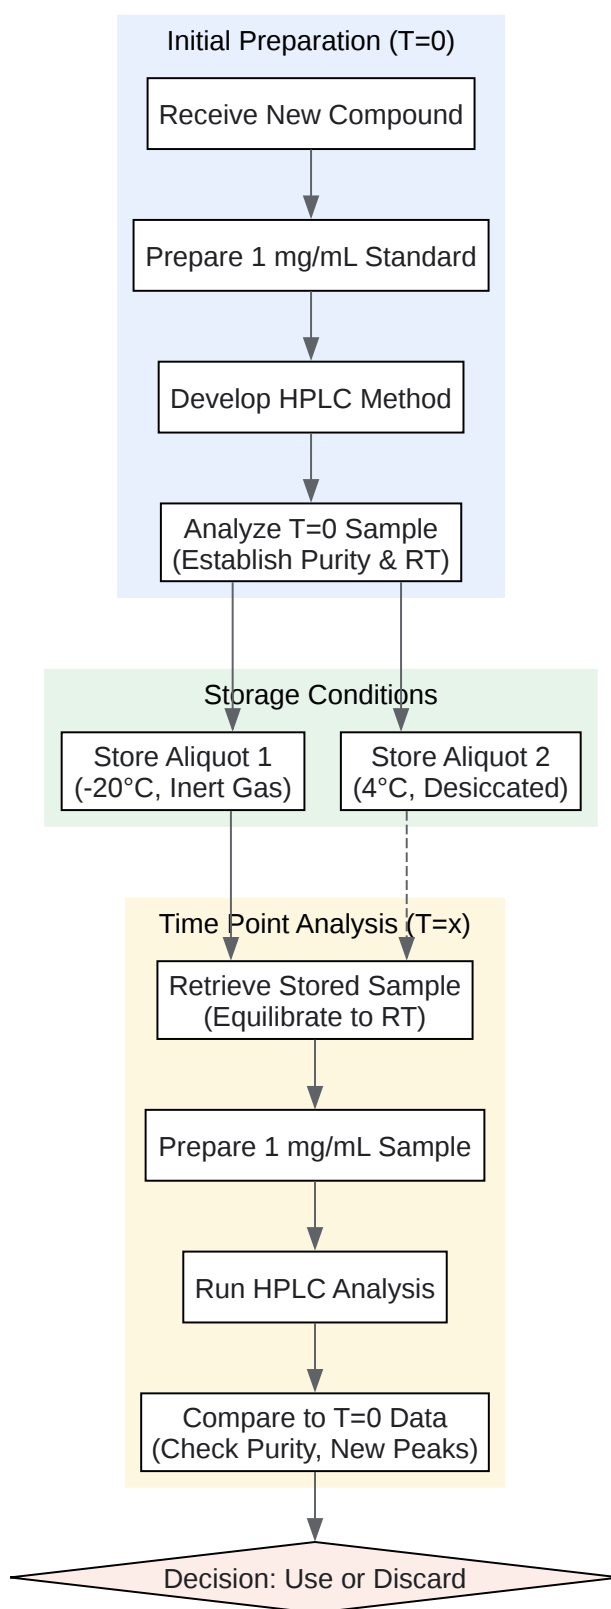 Initial Preparation (T=0)
Receive New Compound
Prepare 1 mg/mL Standard
Develop HPLC Method
Analyze T=0 Sample
(Establish Purity & RT)
Storage Conditions
Store Aliquot 1
(-20°C, Inert Gas)
Store Aliquot 2
(4°C, Desiccated)
Time Point Analysis (T=x)
Retrieve Stored Sample
(Equilibrate to RT)
Prepare 1 mg/mL Sample
Run HPLC Analysis
Compare to T=0 Data
(Check Purity, New Peaks)
Decision: Use or Discard